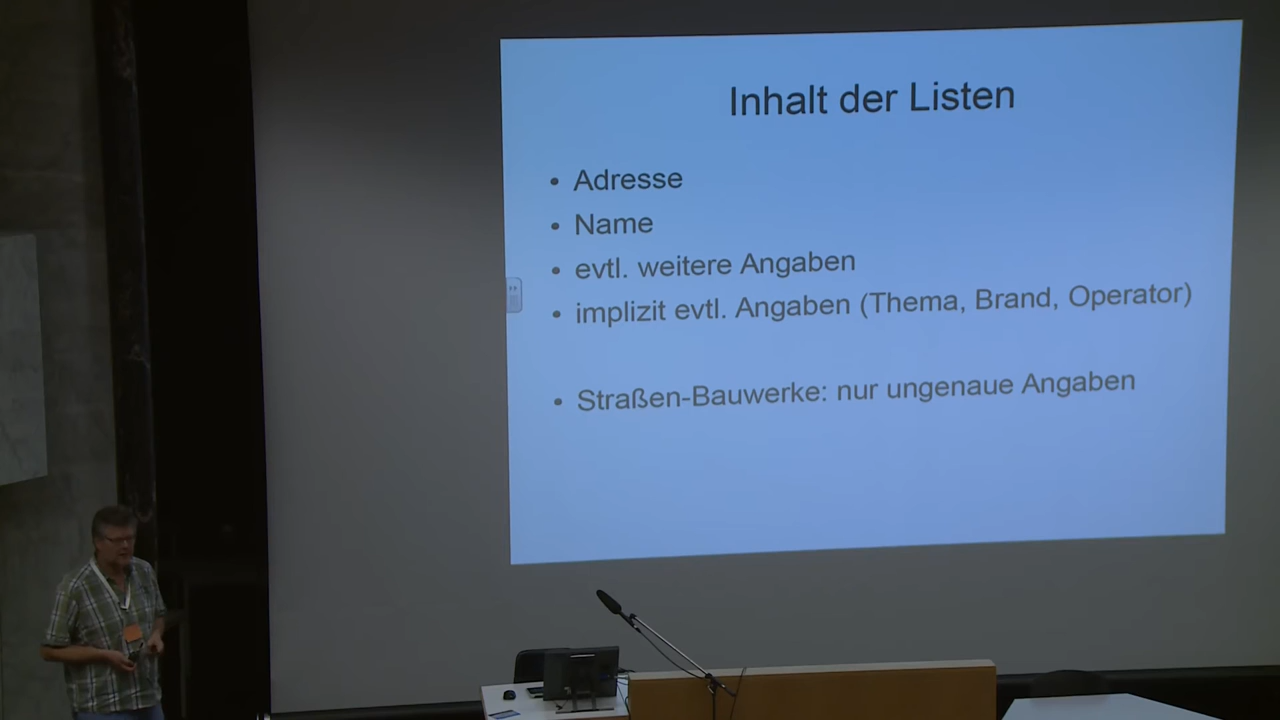 Inhalt der Listen
• Adresse
• Name
• evtl. weitere Angaben
• implizit evtl. Angaben (Thema, Brand, Operator)
• Straßen-Bauwerke: nur ungenaue Angaben